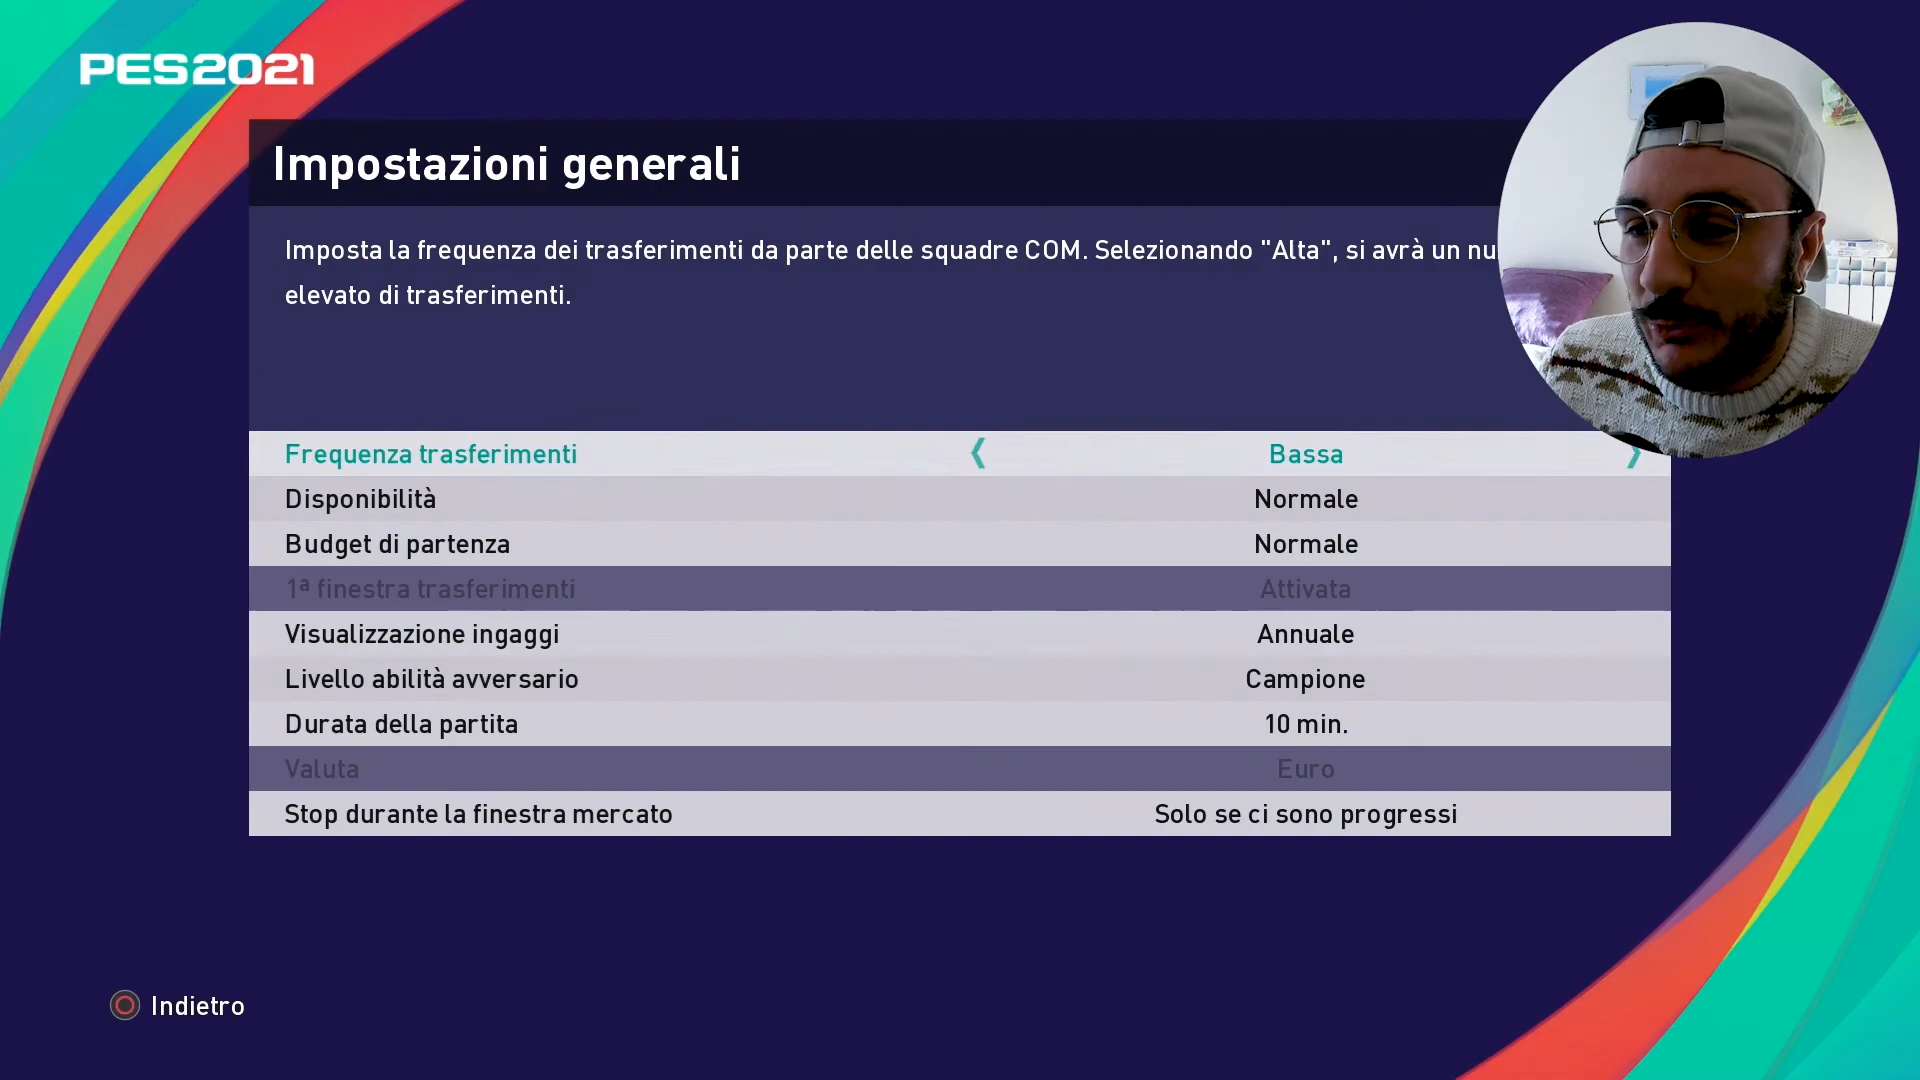 PES2021
Impostazioni generali
Imposta la frequenza dei trasferimenti da parte delle squadre COM. Selezionando "Alta", si avrà un
elevato di trasferimenti.
Frequenza trasferimenti Bassa
Disponibilità Normale
Budget di partenza Normale
1ª finestra trasferimenti Attivata
Visualizzazione ingaggi Annuale
Livello abilità avversario Campione
Durata della partita 10 min.
Valuta Euro
Stop durante la finestra mercato Solo se ci sono progressi
Indietro